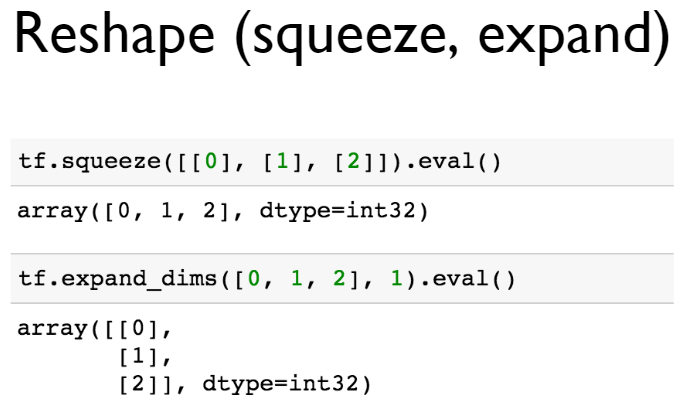 Reshape (squeeze, expand)
tf.squeeze([[0], [1], [2]]).eval()
array([0, 1, 2], dtype=int32)
tf.expand_dims([0, 1, 2], 1).eval()
array([[0],
       [1],
       [2]], dtype=int32)